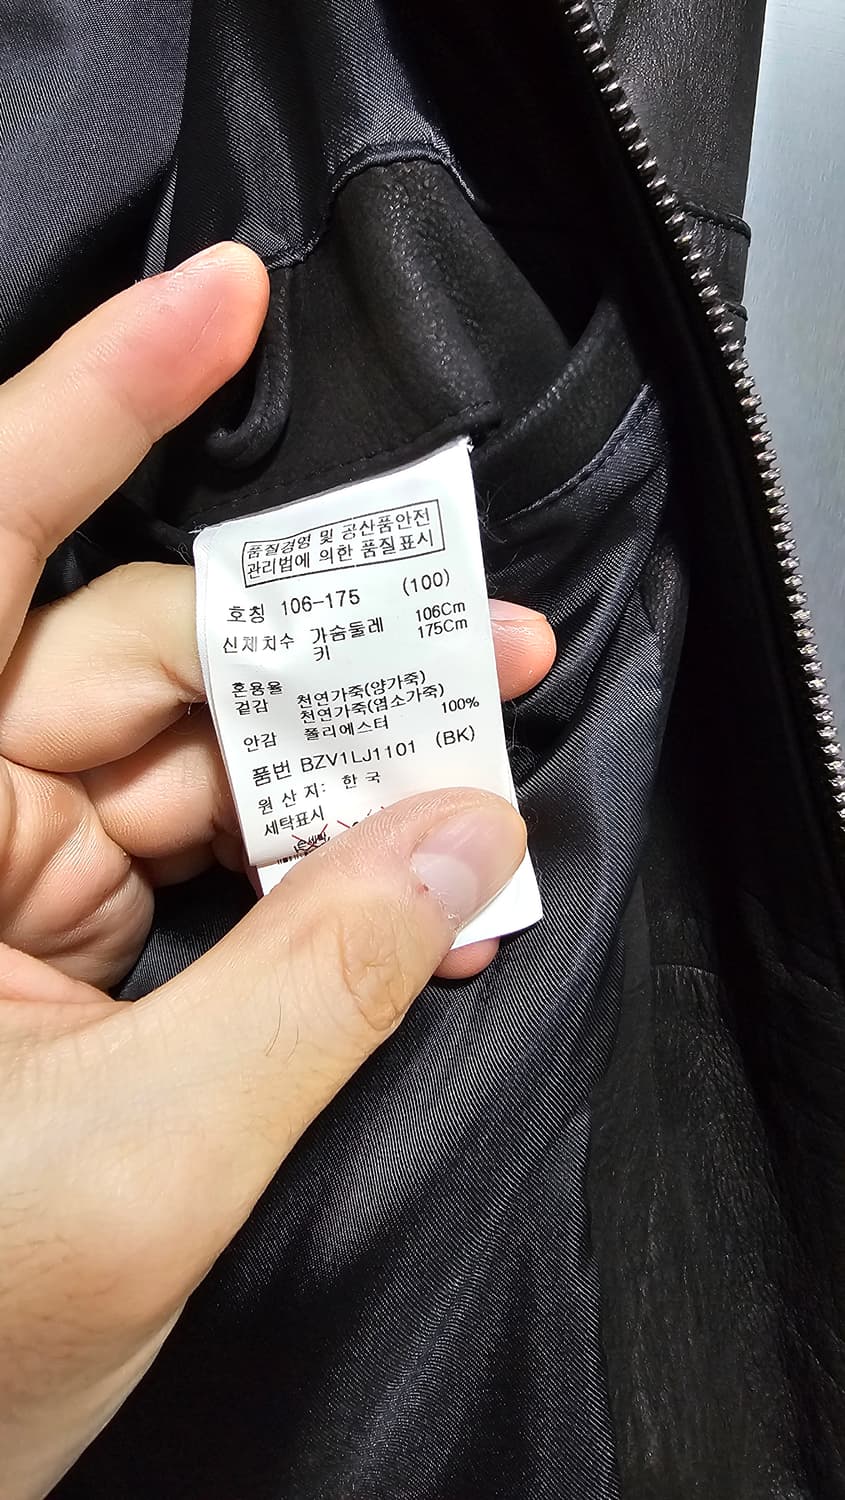 품질경영 및 공산품안전
관리법에 의한 품질표시
호칭 106-175 (100)
신체치수 가슴둘레 106Cm
키 175Cm
혼용율
겉감 천연가죽(양가죽)
천연가죽(염소가죽)
안감 폴리에스터 100%
품번 BZV1LJ1101 (BK)
원 산 지: 한 국
세탁표시
손세탁,